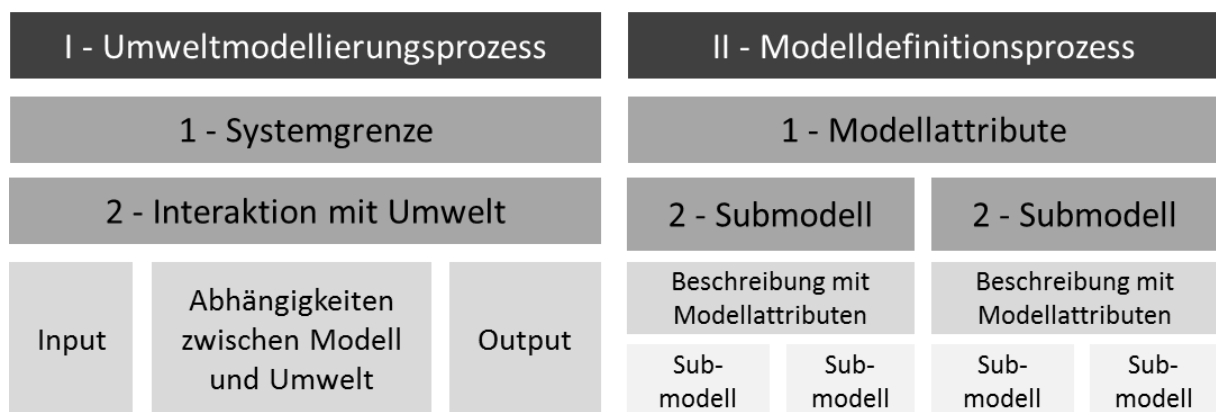 I - Umweltmodellierungsprozess
1 - Systemgrenze
2 - Interaktion mit Umwelt
Input
Abhängigkeiten
zwischen Modell
und Umwelt
Output
II - Modelldefinitionsprozess
1 - Modellattribute
2 - Submodell
2 - Submodell
Beschreibung mit
Modellattributen
Beschreibung mit
Modellattributen
Sub-
modell
Sub-
modell
Sub-
modell
Sub-
modell